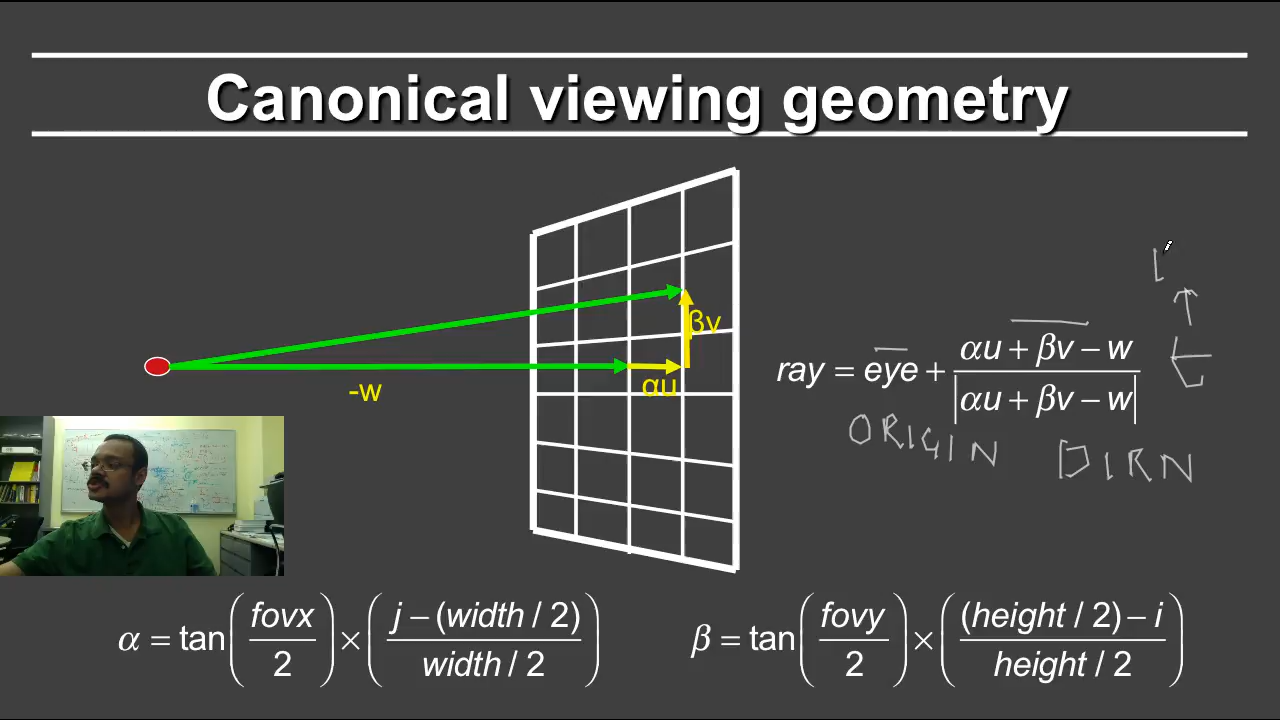 Canonical viewing geometry
βv
-w
αu
ray = eye + (αu + βv − w) / |αu + βv − w|
t
ORIGIN DIRN
α = tan(fovx / 2) × ((j − (width / 2)) / (width / 2))
β = tan(fovy / 2) × (((height / 2) − i) / (height / 2))